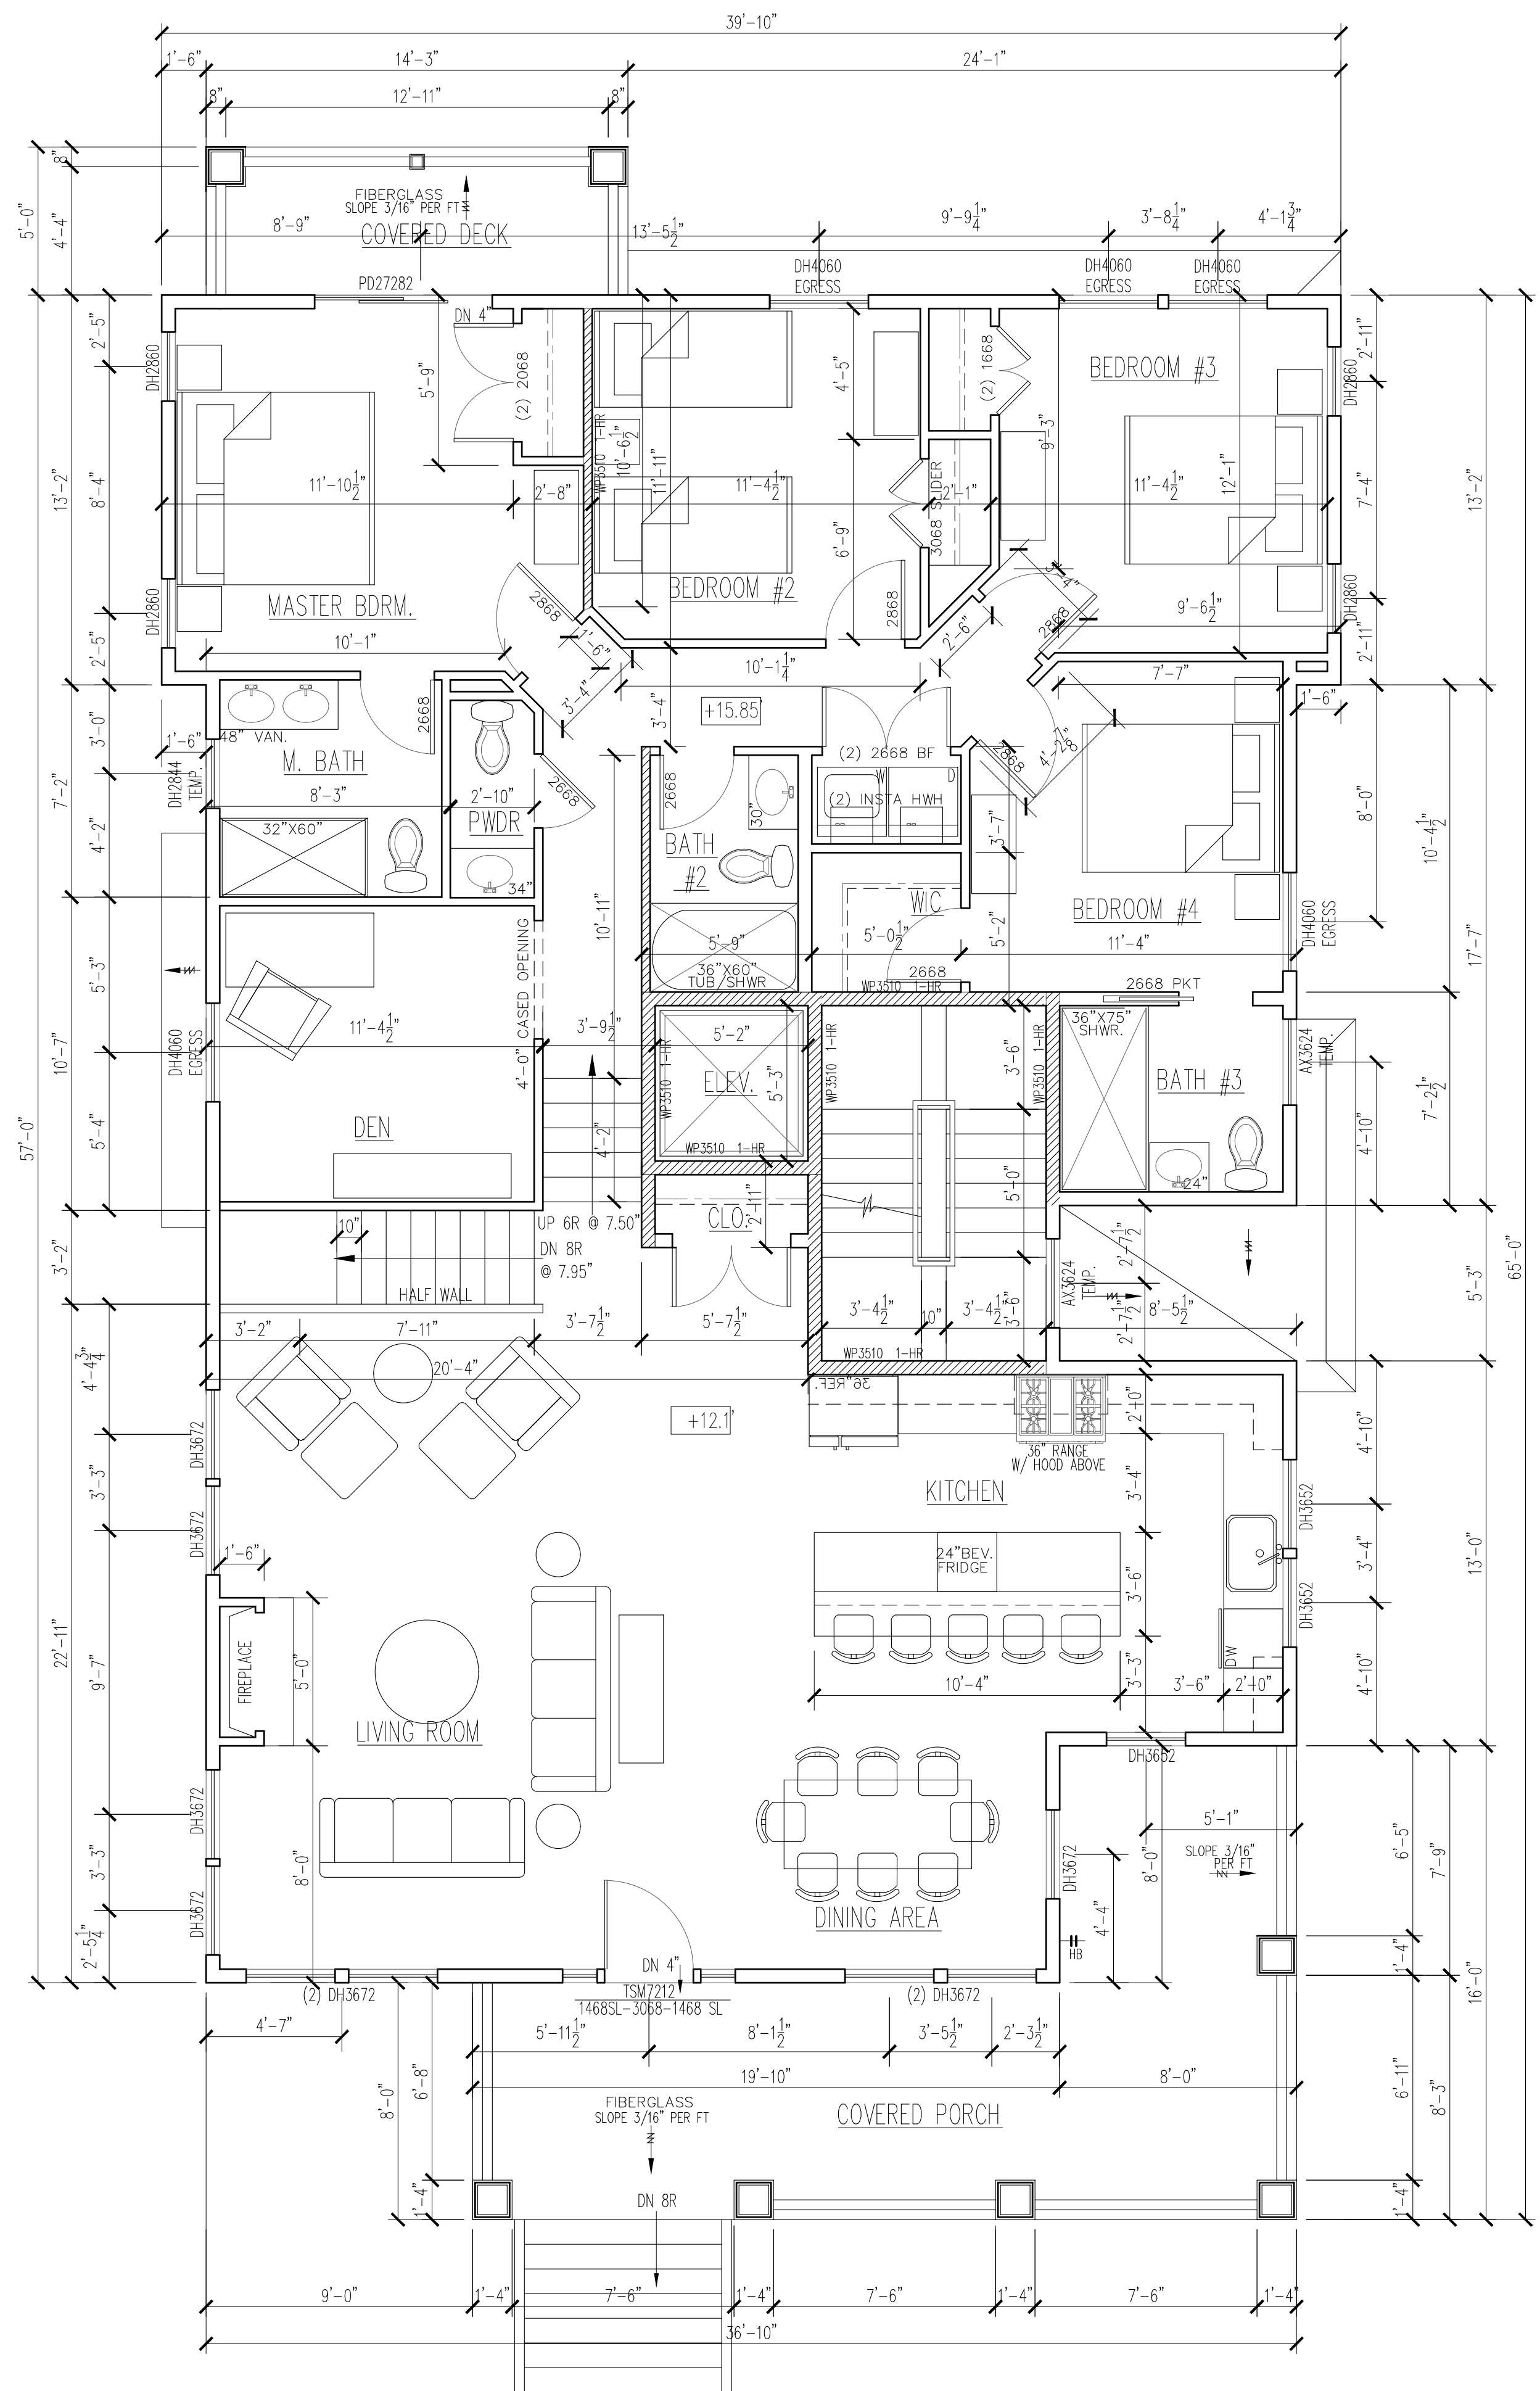 39'-10"
1'-6" 14'-3" 24'-1"
8" 12'-11" 8"
8"
5'-0"
4'-4"
FIBERGLASS
SLOPE 3/16" PER FT
COVERED DECK
8'-9" 13'-5 1/2" 9'-9 1/4" 3'-8 1/4" 4'-1 3/4"
DH4060
EGRESS
DH4060
EGRESS
DH4060
EGRESS
PD27282
DN 4"
(2) 2068
5'-9"
DH2860
2'-5"
13'-2"
8'-4"
2'-5"
DH2860
11'-10 1/2"
2'-8"
MASTER BDRM.
10'-1"
2868
WP3510 1-HR
10'-6 1/2"
11'-11"
11'-4 1/2"
BEDROOM #2
4'-5"
6'-9"
2868
(2) 1668
3068 SLIDER
2'-1"
BEDROOM #3
9'-3"
12'-1"
11'-4 1/2"
9'-6 1/2"
DH2860
2'-11"
7'-4"
13'-2"
DH2860
2'-11"
3'-4"
2868
2'-6"
1'-6"
3'-4"
10'-1 1/4"
3'-4"
+15.85'
7'-7"
1'-6"
4'-2 7/8"
2868
1'-6"
48" VAN.
M. BATH
2668
8'-3"
32"X60"
DH2844
TEMP.
3'-0"
7'-2"
4'-2"
2'-10"
PWDR
2668
34"
(2) 2668 BF
W D
(2) INSTA HWH
2668
30"
BATH
#2
5'-9"
36"X60"
TUB/SHWR
WIC
5'-0 1/2"
2668
WP3510 1-HR
3'-7"
5'-2"
BEDROOM #4
11'-4"
DH4060
EGRESS
8'-0"
10'-4 1/2"
17'-7"
2668 PKT
10'-11"
4'-0" CASED OPENING
11'-4 1/2"
3'-9 1/2"
DH4060
EGRESS
5'-3"
10'-7"
5'-4"
57'-0"
DEN
4'-2"
WP3510 1-HR
5'-2"
ELEV.
5'-3"
WP3510 1-HR
WP3510 1-HR
WP3510 1-HR
3'-6"
5'-0"
3'-6"
36"X75"
SHWR.
BATH #3
24"
AX3624
TEMP.
4'-10"
7'-2 1/2"
65'-0"
10"
UP 6R @ 7.50"
DN 8R
@ 7.95"
HALF WALL
3'-2"
CLO.
2'-11"
3'-2" 7'-11" 3'-7 1/2" 5'-7 1/2"
3'-4 1/2" 10" 3'-4 1/2"
WP3510 1-HR
AX3624
TEMP.
2'-7 1/2"
2'-7 1/2"
8'-5 1/2"
5'-3"
20'-4"
+12.1'
36"REF.
36" RANGE
W/ HOOD ABOVE
KITCHEN
2'-0"
3'-4"
3'-6"
3'-3"
24"BEV.
FRIDGE
10'-4" 3'-6" 2'-0"
DW
DH3652
DH3652
4'-10"
3'-4"
4'-10"
13'-0"
4'-4 3/4"
DH3672
3'-3"
DH3672
1'-6"
FIREPLACE
5'-0"
22'-11"
9'-7"
LIVING ROOM
DH3672
3'-3"
DH3672
2'-5 1/4"
8'-0"
DINING AREA
DH3652
DH3672
5'-1"
SLOPE 3/16"
PER FT
8'-0"
4'-4"
HB
6'-5"
7'-9"
1'-4"
16'-0"
6'-11"
8'-3"
1'-4"
(2) DH3672
DN 4"
TSM7212
1468SL-3068-1468 SL
(2) DH3672
4'-7"
5'-11 1/2" 8'-1 1/2" 3'-5 1/2" 2'-3 1/2"
19'-10" 8'-0"
8'-0"
6'-8"
1'-4"
FIBERGLASS
SLOPE 3/16" PER FT
COVERED PORCH
DN 8R
9'-0" 1'-4" 7'-6" 1'-4" 7'-6" 1'-4" 7'-6" 1'-4"
36'-10"